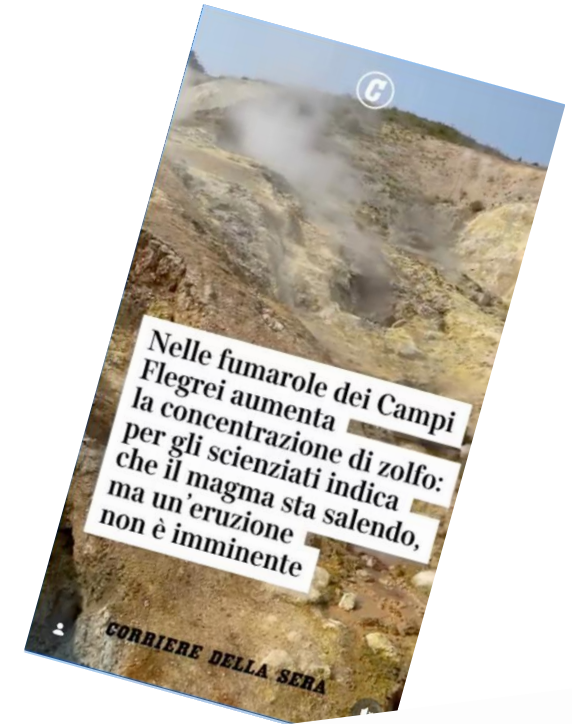 C
Nelle fumarole dei Campi
Flegrei aumenta
la concentrazione di zolfo:
per gli scienziati indica
che il magma sta salendo,
ma un'eruzione
non è imminente
CORRIERE DELLA SERA